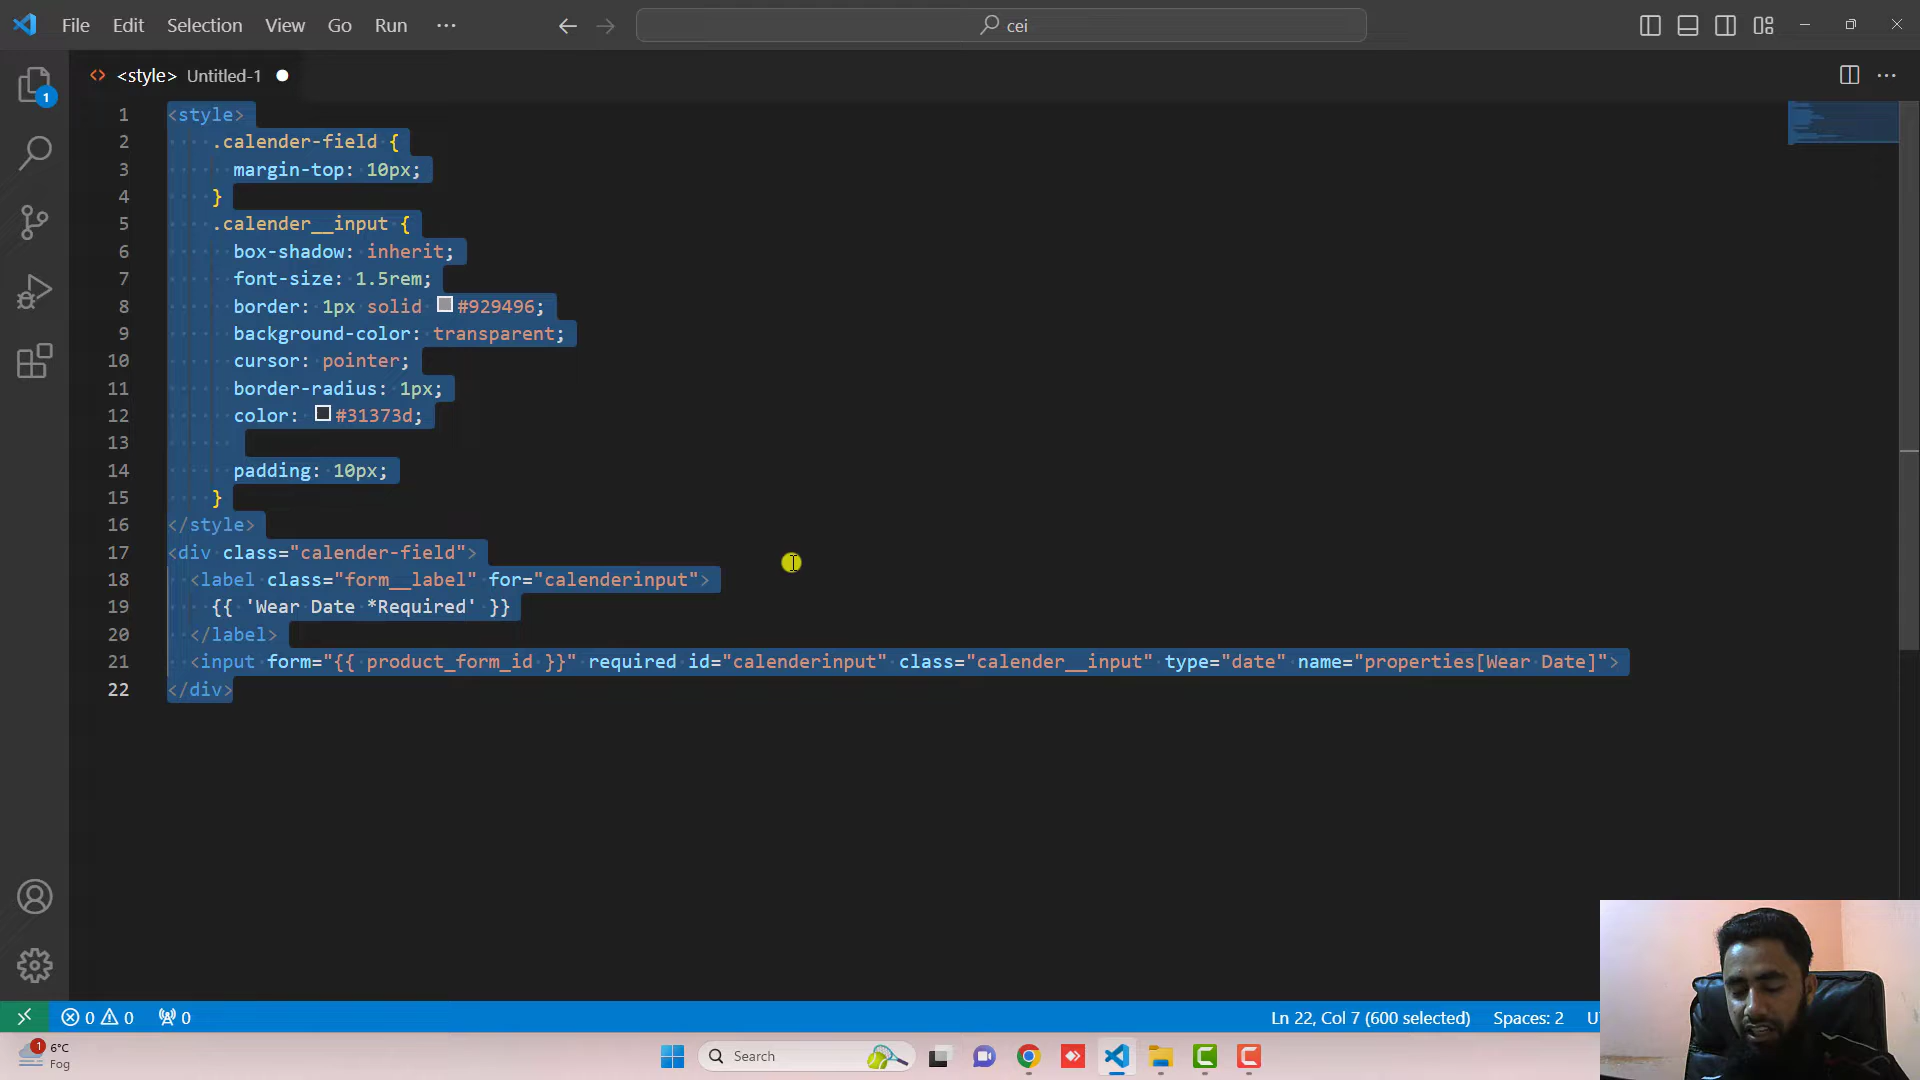 File Edit Selection View Go Run ··· cei
<style> Untitled-1
1 <style>
2 .calender-field {
3 margin-top: 10px;
4 }
5 .calender__input {
6 box-shadow: inherit;
7 font-size: 1.5rem;
8 border: 1px solid #929496;
9 background-color: transparent;
10 cursor: pointer;
11 border-radius: 1px;
12 color: #31373d;
13
14 padding: 10px;
15 }
16 </style>
17 <div class="calender-field">
18 <label class="form__label" for="calenderinput">
19 {{ 'Wear Date *Required' }}
20 </label>
21 <input form="{{ product_form_id }}" required id="calenderinput" class="calender__input" type="date" name="properties[Wear Date]">
22 </div>
1
0 0 0 Ln 22, Col 7 (600 selected) Spaces: 2 U
1
6°C
Fog
Search